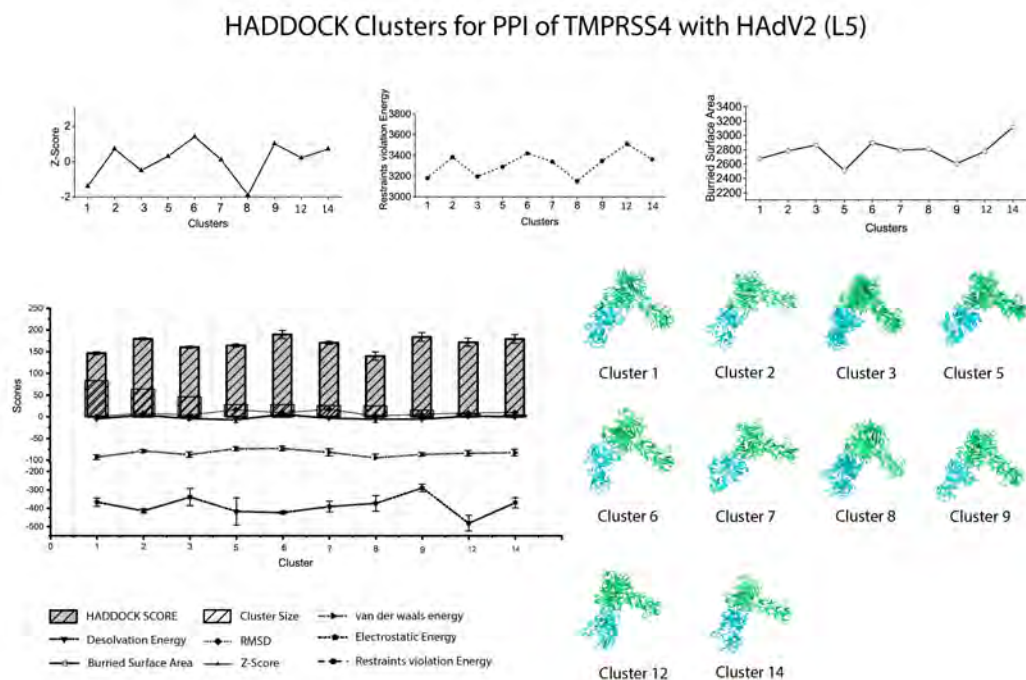 HADDOCK Clusters for PPI of TMPRSS4 with HAdV2 (L5)
Z-Score
2
0
-2
1 2 3 5 6 7 8 9 12 14
Clusters
Restraints violation Energy
3800
3600
3400
3200
3000
1 2 3 5 6 7 8 9 12 14
Clusters
Burried Surface Area
3400
3200
3000
2800
2600
2400
2200
1 2 3 5 6 7 8 9 12 14
Clusters
Scores
250
200
150
100
50
0
-50
-100
-200
-300
-400
-500
0 1 2 3 5 6 7 8 9 12 14
Cluster
Cluster 1 Cluster 2 Cluster 3 Cluster 5
Cluster 6 Cluster 7 Cluster 8 Cluster 9
Cluster 12 Cluster 14
HADDOCK SCORE Cluster Size van der waals energy
Desolvation Energy RMSD Electrostatic Energy
Burried Surface Area Z-Score Restraints violation Energy